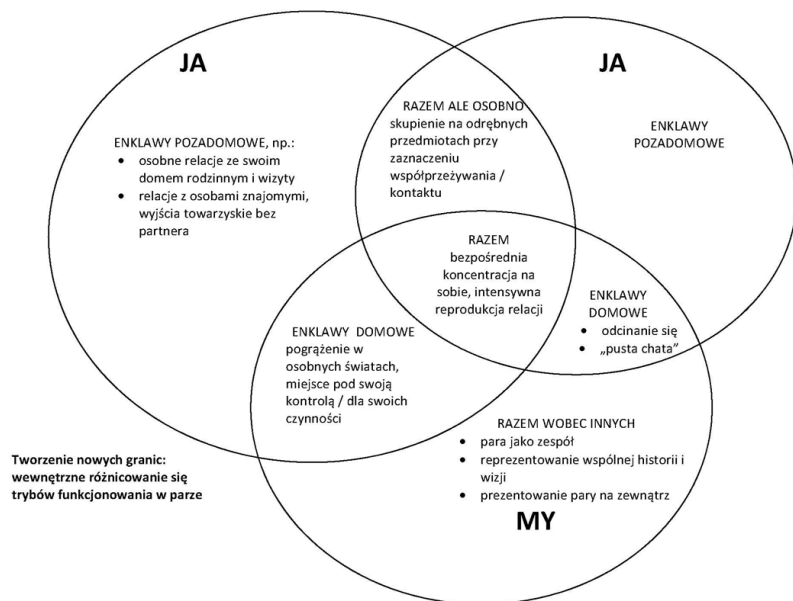 JA
JA
RAZEM ALE OSOBNO
skupienie na odrębnych
przedmiotach przy
zaznaczeniu
współprzeżywania /
kontaktu
ENKLAWY
POZADOMOWE
ENKLAWY POZADOMOWE, np.:
• osobne relacje ze swoim
domem rodzinnym i wizyty
• relacje z osobami znajomymi,
wyjścia towarzyskie bez
partnera
RAZEM
bezpośrednia
koncentracja na
sobie, intensywna
reprodukcja relacji
ENKLAWY
DOMOWE
• odcinanie się
• „pusta chata”
ENKLAWY DOMOWE
pogrążenie w
osobnych światach,
miejsce pod swoją
kontrolą / dla swoich
czynności
RAZEM WOBEC INNYCH
• para jako zespół
• reprezentowanie wspólnej historii i
wizji
• prezentowanie pary na zewnątrz
MY
Tworzenie nowych granic:
wewnętrzne różnicowanie się
trybów funkcjonowania w parze